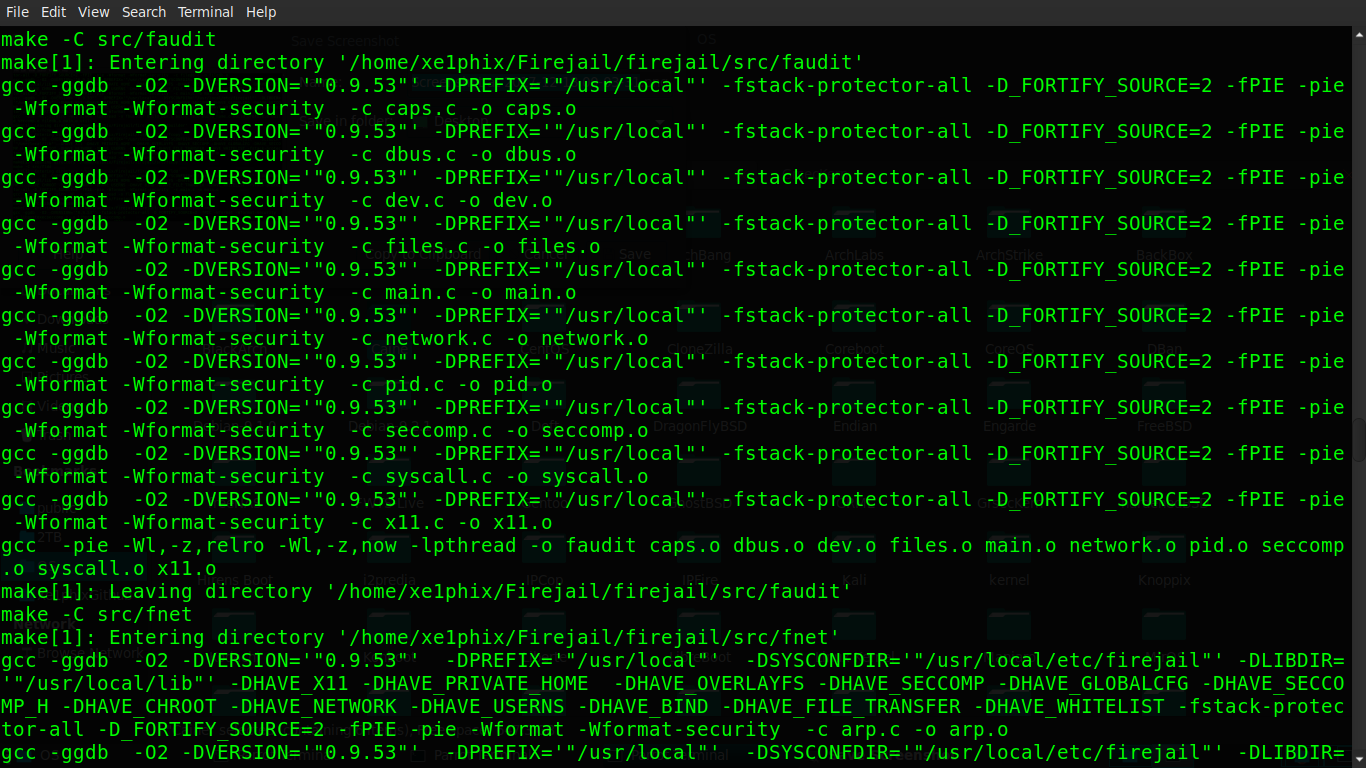 File Edit View Search Terminal Help
make -C src/faudit
make[1]: Entering directory '/home/xe1phix/Firejail/firejail/src/faudit'
gcc -ggdb  -O2 -DVERSION='"0.9.53"' -DPREFIX='"/usr/local"' -fstack-protector-all -D_FORTIFY_SOURCE=2 -fPIE -pie
 -Wformat -Wformat-security  -c caps.c -o caps.o
gcc -ggdb  -O2 -DVERSION='"0.9.53"' -DPREFIX='"/usr/local"' -fstack-protector-all -D_FORTIFY_SOURCE=2 -fPIE -pie
 -Wformat -Wformat-security  -c dbus.c -o dbus.o
gcc -ggdb  -O2 -DVERSION='"0.9.53"' -DPREFIX='"/usr/local"' -fstack-protector-all -D_FORTIFY_SOURCE=2 -fPIE -pie
 -Wformat -Wformat-security  -c dev.c -o dev.o
gcc -ggdb  -O2 -DVERSION='"0.9.53"' -DPREFIX='"/usr/local"' -fstack-protector-all -D_FORTIFY_SOURCE=2 -fPIE -pie
 -Wformat -Wformat-security  -c files.c -o files.o
gcc -ggdb  -O2 -DVERSION='"0.9.53"' -DPREFIX='"/usr/local"' -fstack-protector-all -D_FORTIFY_SOURCE=2 -fPIE -pie
 -Wformat -Wformat-security  -c main.c -o main.o
gcc -ggdb  -O2 -DVERSION='"0.9.53"' -DPREFIX='"/usr/local"' -fstack-protector-all -D_FORTIFY_SOURCE=2 -fPIE -pie
 -Wformat -Wformat-security  -c network.c -o network.o
gcc -ggdb  -O2 -DVERSION='"0.9.53"' -DPREFIX='"/usr/local"' -fstack-protector-all -D_FORTIFY_SOURCE=2 -fPIE -pie
 -Wformat -Wformat-security  -c pid.c -o pid.o
gcc -ggdb  -O2 -DVERSION='"0.9.53"' -DPREFIX='"/usr/local"' -fstack-protector-all -D_FORTIFY_SOURCE=2 -fPIE -pie
 -Wformat -Wformat-security  -c seccomp.c -o seccomp.o
gcc -ggdb  -O2 -DVERSION='"0.9.53"' -DPREFIX='"/usr/local"' -fstack-protector-all -D_FORTIFY_SOURCE=2 -fPIE -pie
 -Wformat -Wformat-security  -c syscall.c -o syscall.o
gcc -ggdb  -O2 -DVERSION='"0.9.53"' -DPREFIX='"/usr/local"' -fstack-protector-all -D_FORTIFY_SOURCE=2 -fPIE -pie
 -Wformat -Wformat-security  -c x11.c -o x11.o
gcc  -pie -Wl,-z,relro -Wl,-z,now -lpthread -o faudit caps.o dbus.o dev.o files.o main.o network.o pid.o seccomp
.o syscall.o x11.o
make[1]: Leaving directory '/home/xe1phix/Firejail/firejail/src/faudit'
make -C src/fnet
make[1]: Entering directory '/home/xe1phix/Firejail/firejail/src/fnet'
gcc -ggdb  -O2 -DVERSION='"0.9.53"'  -DPREFIX='"/usr/local"'  -DSYSCONFDIR='"/usr/local/etc/firejail"' -DLIBDIR=
'"/usr/local/lib"' -DHAVE_X11 -DHAVE_PRIVATE_HOME  -DHAVE_OVERLAYFS -DHAVE_SECCOMP -DHAVE_GLOBALCFG -DHAVE_SECCO
MP_H -DHAVE_CHROOT -DHAVE_NETWORK -DHAVE_USERNS -DHAVE_BIND -DHAVE_FILE_TRANSFER -DHAVE_WHITELIST -fstack-protec
tor-all -D_FORTIFY_SOURCE=2 -fPIE -pie -Wformat -Wformat-security  -c arp.c -o arp.o
gcc -ggdb  -O2 -DVERSION='"0.9.53"'  -DPREFIX='"/usr/local"'  -DSYSCONFDIR='"/usr/local/etc/firejail"' -DLIBDIR=